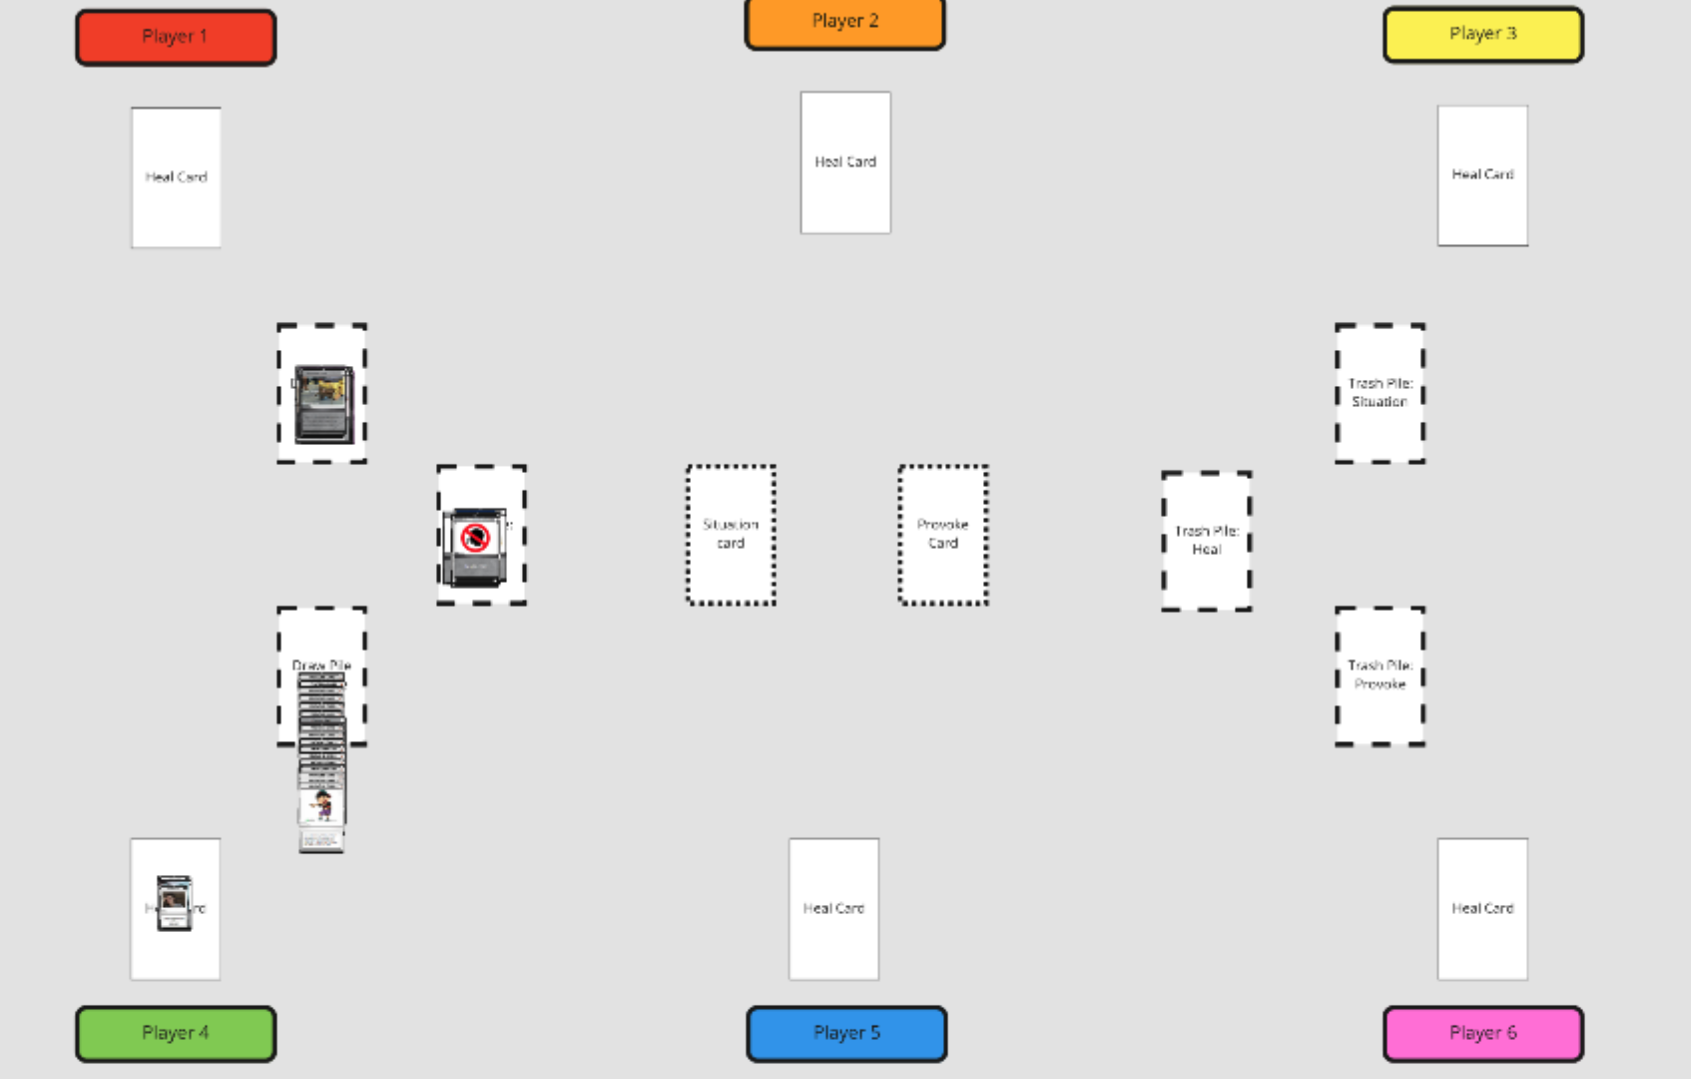 Player 1
Player 2
Player 3
Heal Card
Heal Card
Heal Card
Trash Pile:
Situation
Situation
card
Provoke
Card
Trash Pile:
Heal
Draw Pile
Trash Pile:
Provoke
Heal Card
Heal Card
Player 4
Player 5
Player 6